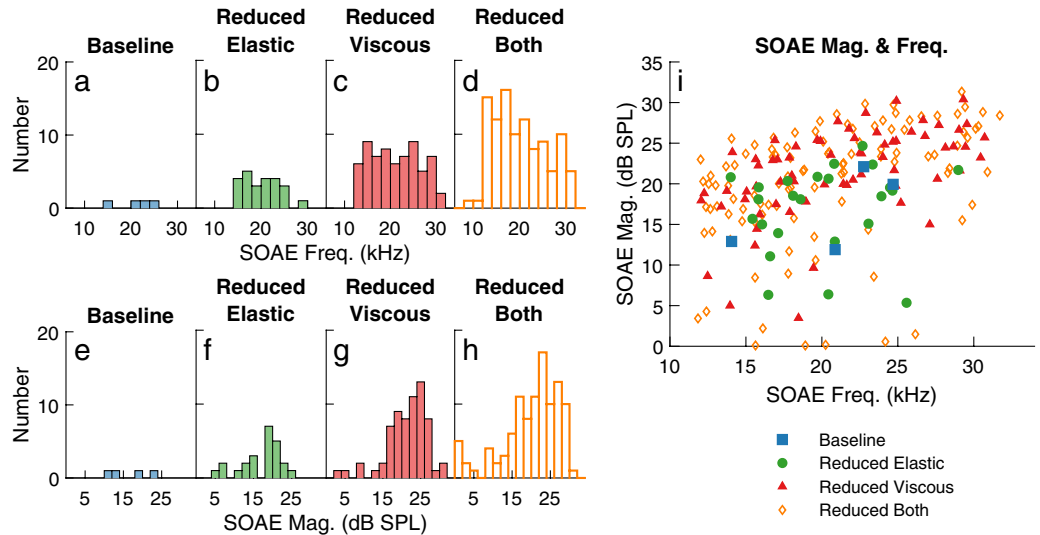 Baseline
Reduced
Elastic
Reduced
Viscous
Reduced
Both
a
b
c
d
20
10
0
Number
10 20 30
10 20 30
10 20 30
10 20 30
SOAE Freq. (kHz)
Baseline
Reduced
Elastic
Reduced
Viscous
Reduced
Both
e
f
g
h
20
10
0
Number
5 15 25
5 15 25
5 15 25
5 15 25
SOAE Mag. (dB SPL)
SOAE Mag. & Freq.
i
35
30
25
20
15
10
5
0
SOAE Mag. (dB SPL)
10 15 20 25 30
SOAE Freq. (kHz)
Baseline
Reduced Elastic
Reduced Viscous
Reduced Both